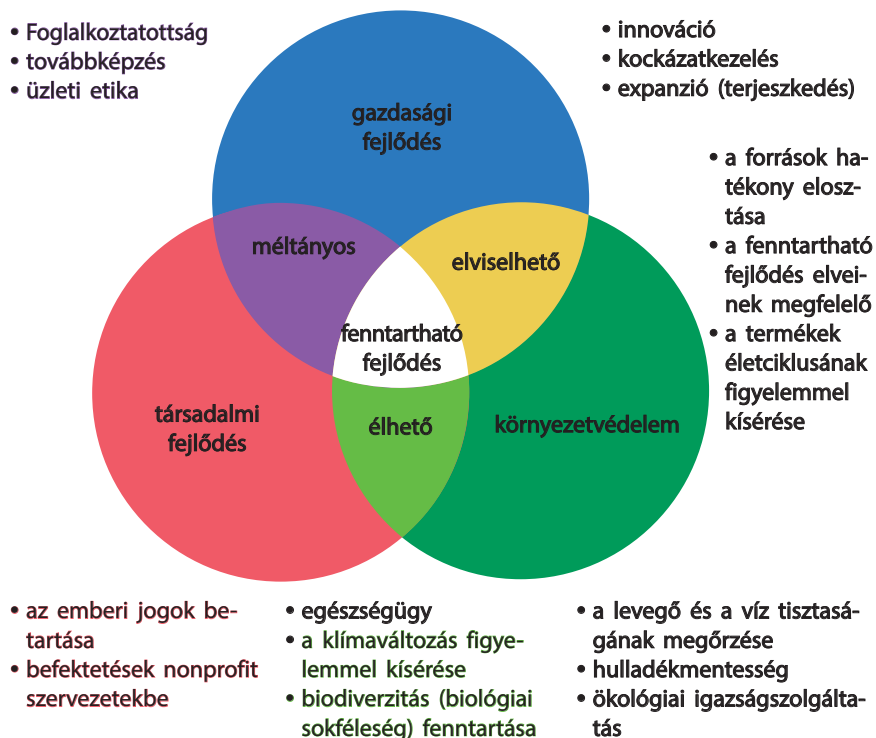 • Foglalkoztatottság
• továbbképzés
• üzleti etika
• innováció
• kockázatkezelés
• expanzió (terjeszkedés)
gazdasági
fejlődés
• a források ha-
tékony elosz-
tása
• a fenntartható
fejlődés elvei-
nek megfelelő
• a termékek
életciklusának
figyelemmel
kísérése
méltányos
elviselhető
fenntartható
fejlődés
társadalmi
fejlődés
élhető
környezetvédelem
• az emberi jogok be-
tartása
• befektetések nonprofit
szervezetekbe
• egészségügy
• a klímaváltozás figye-
lemmel kísérése
• biodiverzitás (biológiai
sokféleség) fenntartása
• a levegő és a víz tisztasá-
gának megőrzése
• hulladékmentesség
• ökológiai igazságszolgálta-
tás